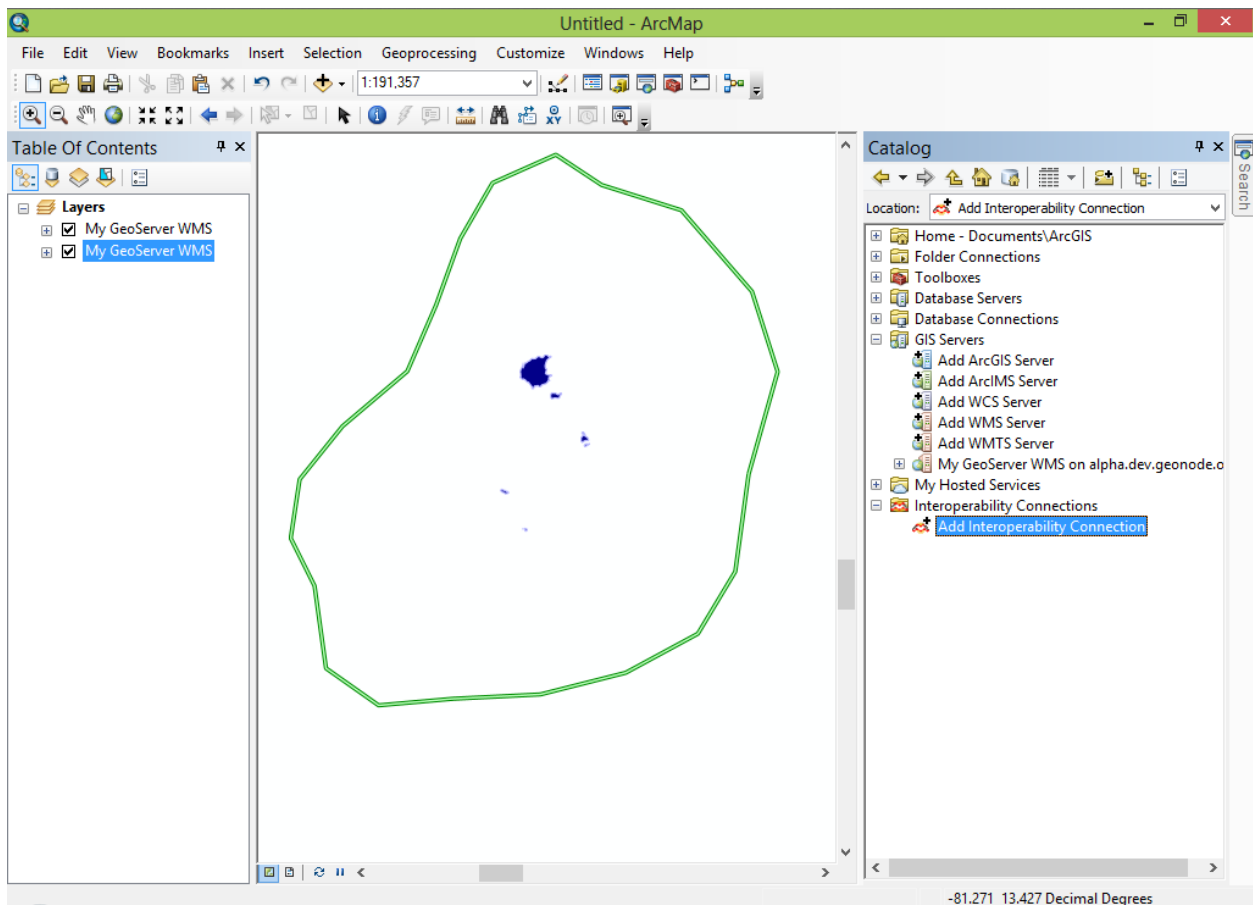 Untitled - ArcMap
File Edit View Bookmarks Insert Selection Geoprocessing Customize Windows Help
1:191,357
Table Of Contents
Layers
My GeoServer WMS
My GeoServer WMS
Catalog
Location: Add Interoperability Connection
Home - Documents\ArcGIS
Folder Connections
Toolboxes
Database Servers
Database Connections
GIS Servers
Add ArcGIS Server
Add ArcIMS Server
Add WCS Server
Add WMS Server
Add WMTS Server
My GeoServer WMS on alpha.dev.geonode.o
My Hosted Services
Interoperability Connections
Add Interoperability Connection
Search
-81.271 13.427 Decimal Degrees